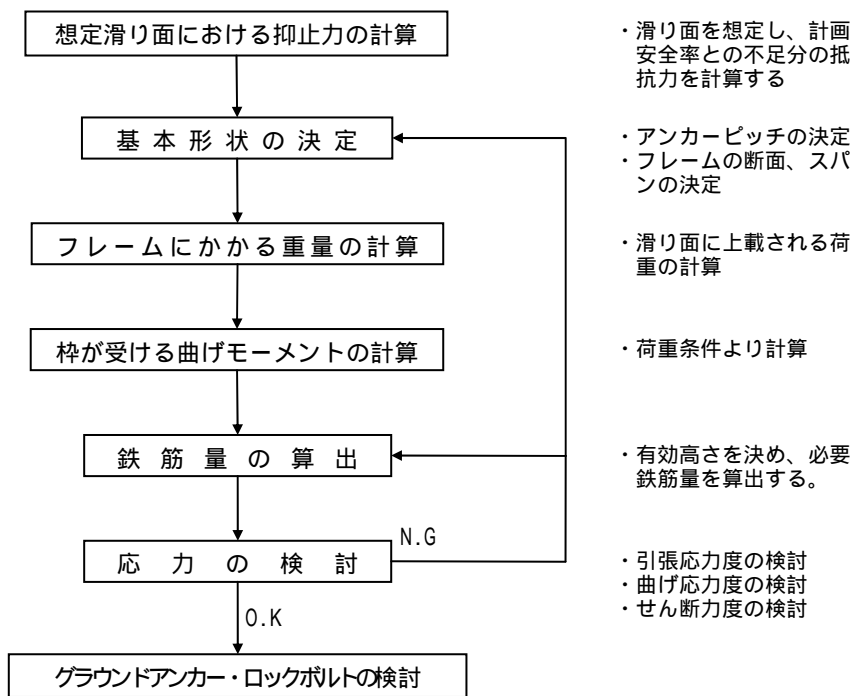 想定滑り面における抑止力の計算
・滑り面を想定し、計画
安全率との不足分の抵
抗力を計算する
基本形状の決定
・アンカーピッチの決定
・フレームの断面、スパ
ンの決定
フレームにかかる重量の計算
・滑り面に上載される荷
重の計算
枠が受ける曲げモーメントの計算
・荷重条件より計算
鉄筋量の算出
・有効高さを決め、必要
鉄筋量を算出する。
応力の検討
N.G
・引張応力度の検討
・曲げ応力度の検討
・せん断力度の検討
O.K
グラウンドアンカー・ロックボルトの検討